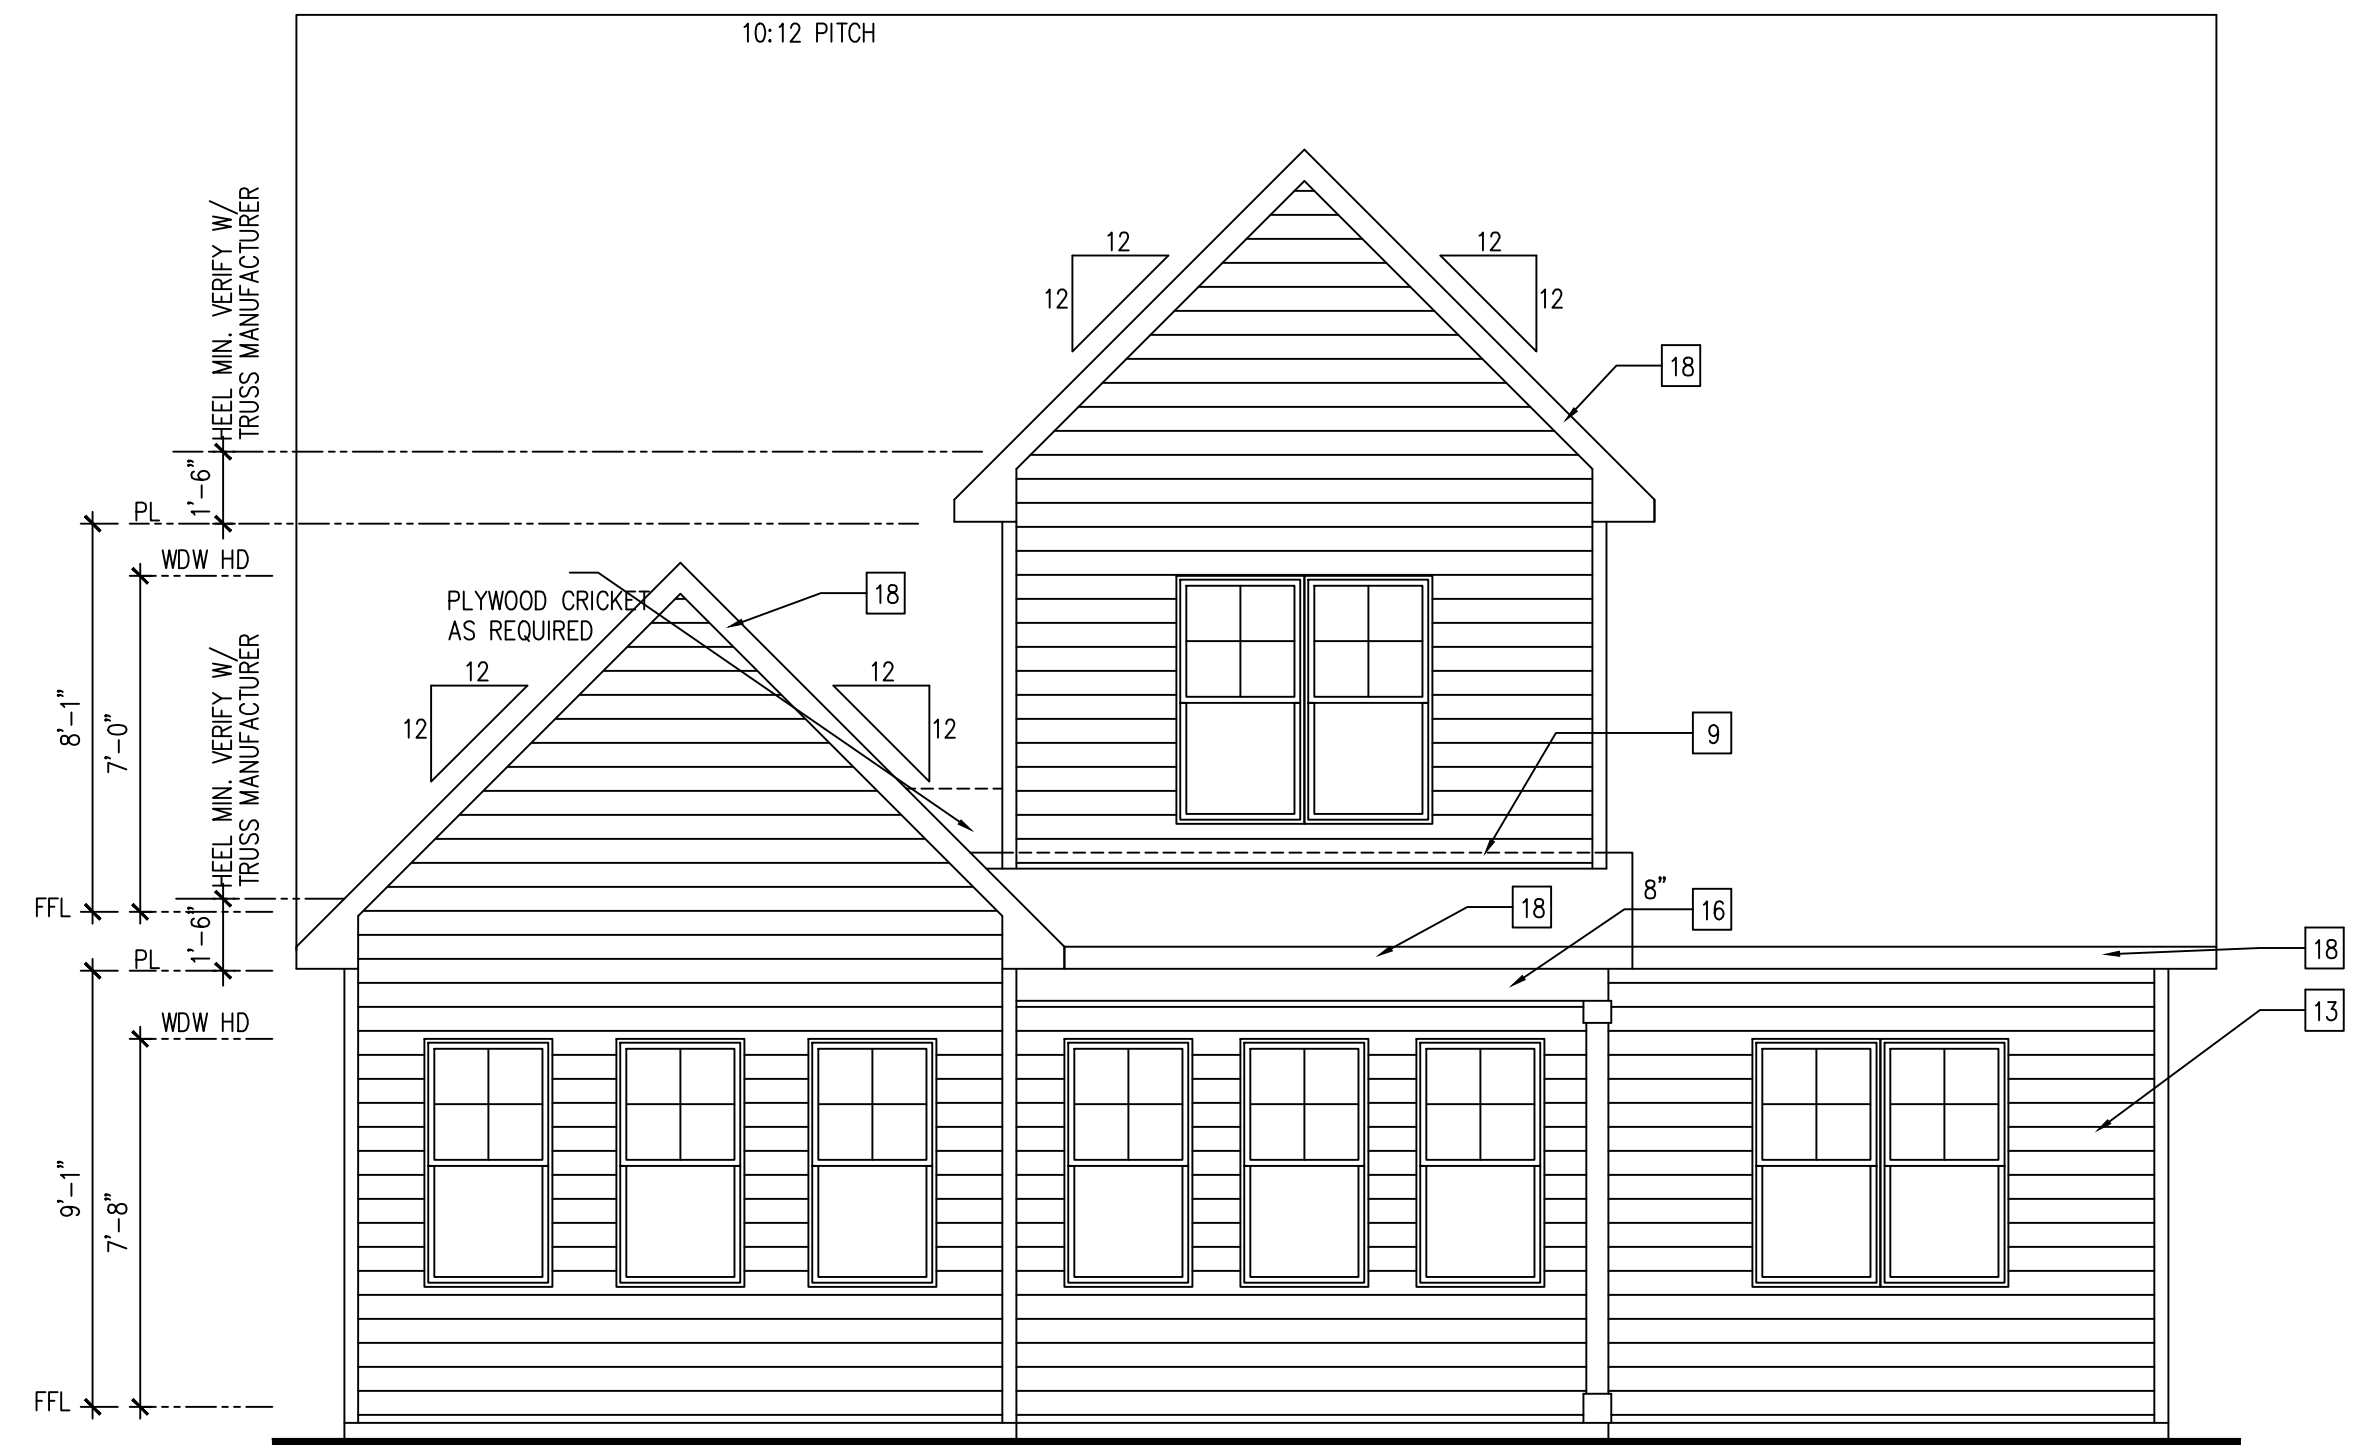 10:12 PITCH
HEEL MIN. VERIFY W/
TRUSS MANUFACTURER
12
12
12
12
18
1'-6"
PL
WDW HD
PLYWOOD CRICKET
AS REQUIRED
18
12
12
12
12
8'-1"
7'-0"
HEEL MIN. VERIFY W/
TRUSS MANUFACTURER
9
8"
18
16
FFL
1'-6"
PL
18
WDW HD
13
9'-1"
7'-8"
FFL